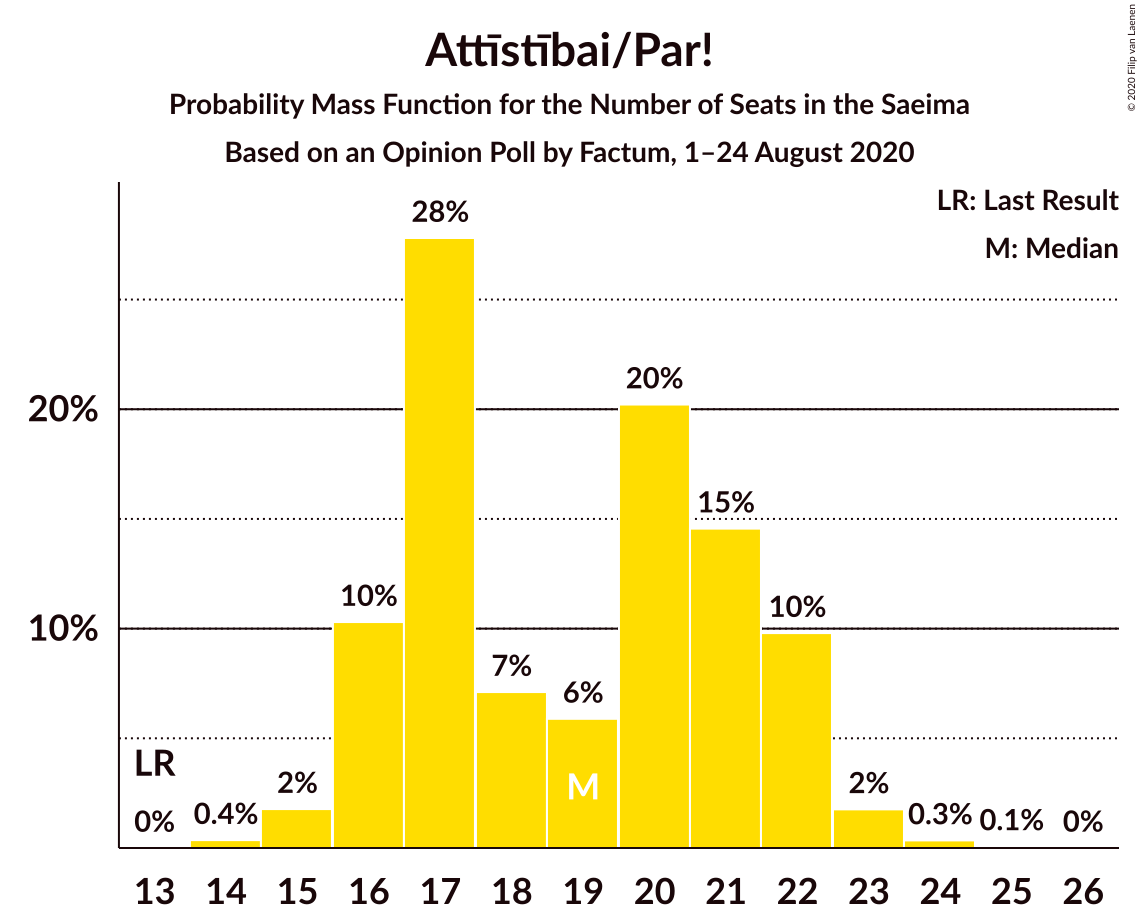 Attīstībai/Par!
Probability Mass Function for the Number of Seats in the Saeima
Based on an Opinion Poll by Factum, 1–24 August 2020
© 2020 Filip van Laenen
LR: Last Result
M: Median
28%
20%
20%
15%
10%
10%
10%
7%
6%
LR
M
2%
2%
0%
0.4%
0.3%
0.1%
0%
13 14 15 16 17 18 19 20 21 22 23 24 25 26